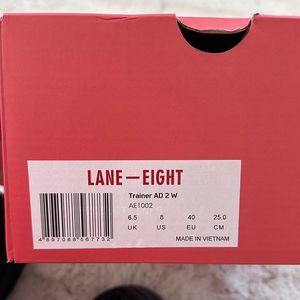 LANE—EIGHT
Trainer AD 2 W
AE1002
6.5 8 40 25.0
UK US EU CM
4 897088 567732
MADE IN VIETNAM